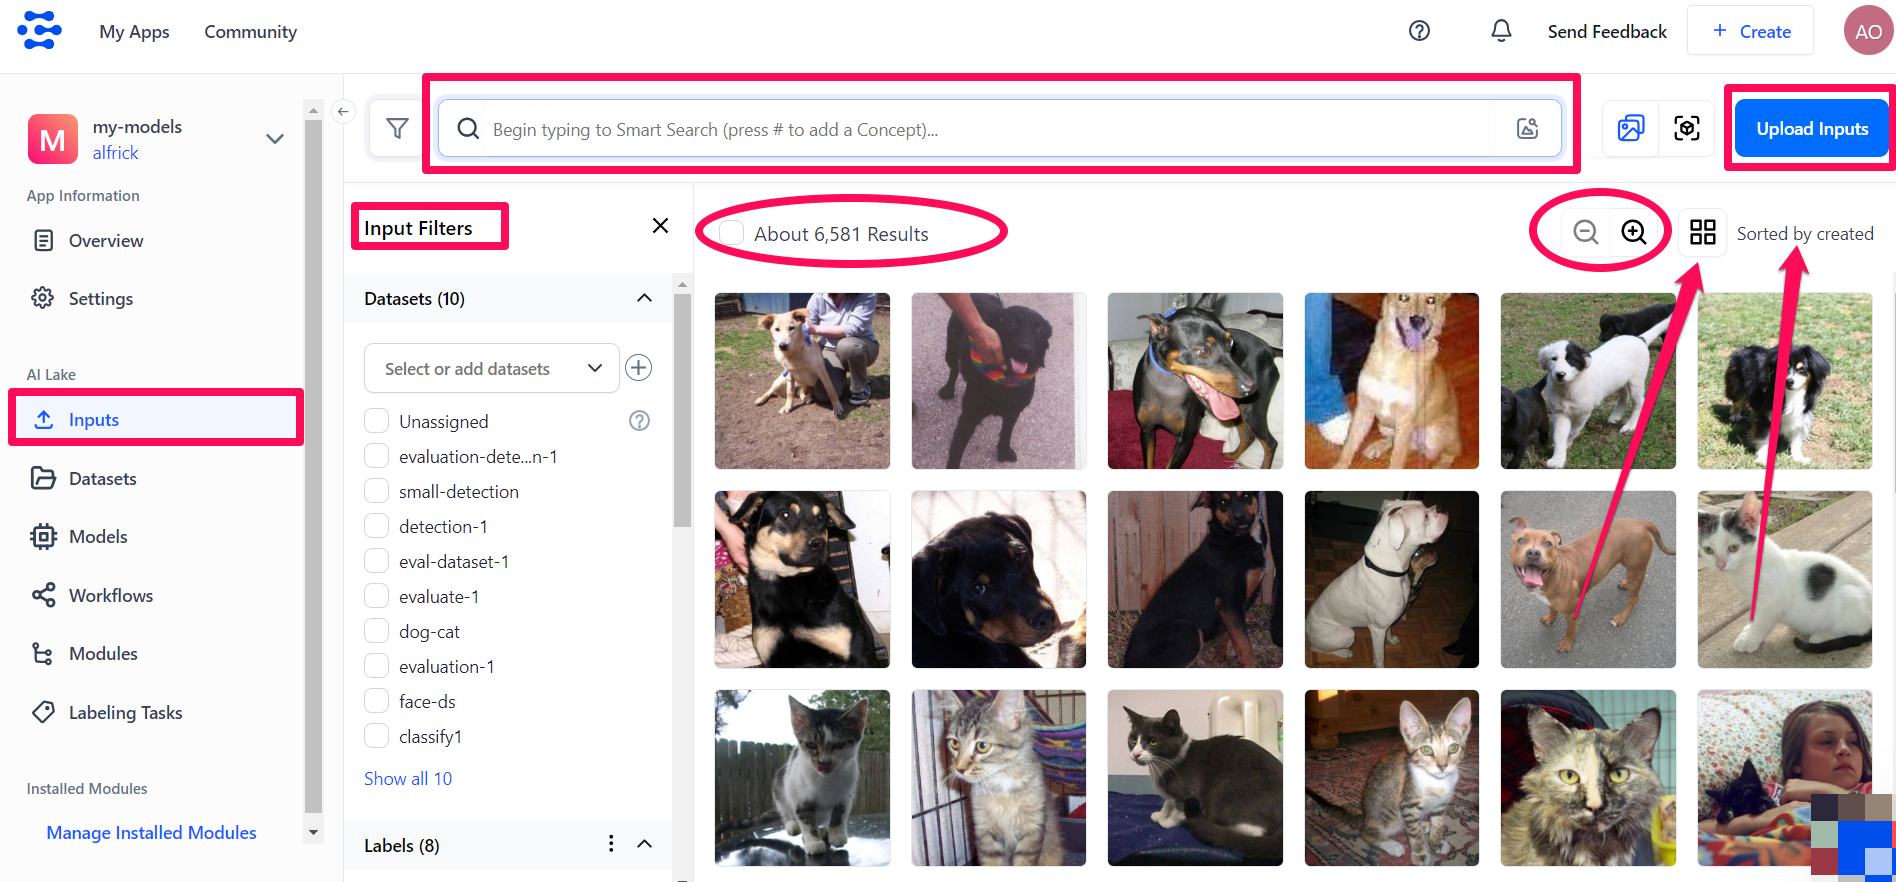 My Apps
Community
Send Feedback
+ Create
AO
M
my-models
alfrick
App Information
Overview
Settings
AI Lake
Inputs
Datasets
Models
Workflows
Modules
Labeling Tasks
Installed Modules
Manage Installed Modules
Begin typing to Smart Search (press # to add a Concept)...
Upload Inputs
Input Filters
Datasets (10)
Select or add datasets
Unassigned
evaluation-dete...n-1
small-detection
detection-1
eval-dataset-1
evaluate-1
dog-cat
evaluation-1
face-ds
classify1
Show all 10
Labels (8)
About 6,581 Results
Sorted by created